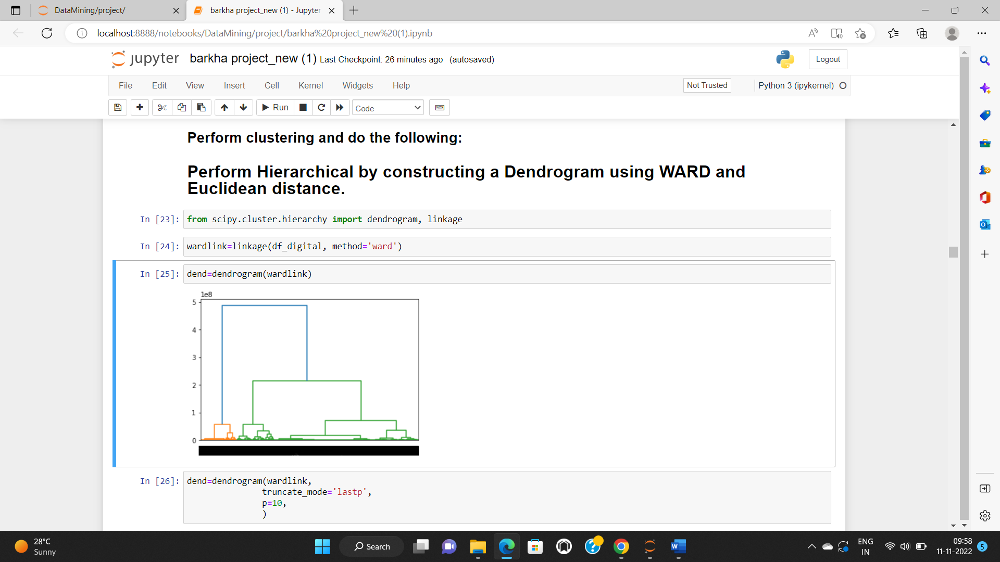 DataMining/project/
barkha project_new (1) - Jupyter
localhost:8888/notebooks/DataMining/project/barkha%20project_new%20(1).ipynb
jupyter barkha project_new (1) Last Checkpoint: 26 minutes ago (autosaved)
Logout
File Edit View Insert Cell Kernel Widgets Help
Not Trusted
Python 3 (ipykernel)
Run
Code
Perform clustering and do the following:
Perform Hierarchical by constructing a Dendrogram using WARD and
Euclidean distance.
In [23]: from scipy.cluster.hierarchy import dendrogram, linkage
In [24]: wardlink=linkage(df_digital, method='ward')
In [25]: dend=dendrogram(wardlink)
1e8
5
4
3
2
1
0
In [26]: dend=dendrogram(wardlink,
truncate_mode='lastp',
p=10,
)
28°C
Sunny
Search
ENG
IN
09:58
11-11-2022
5